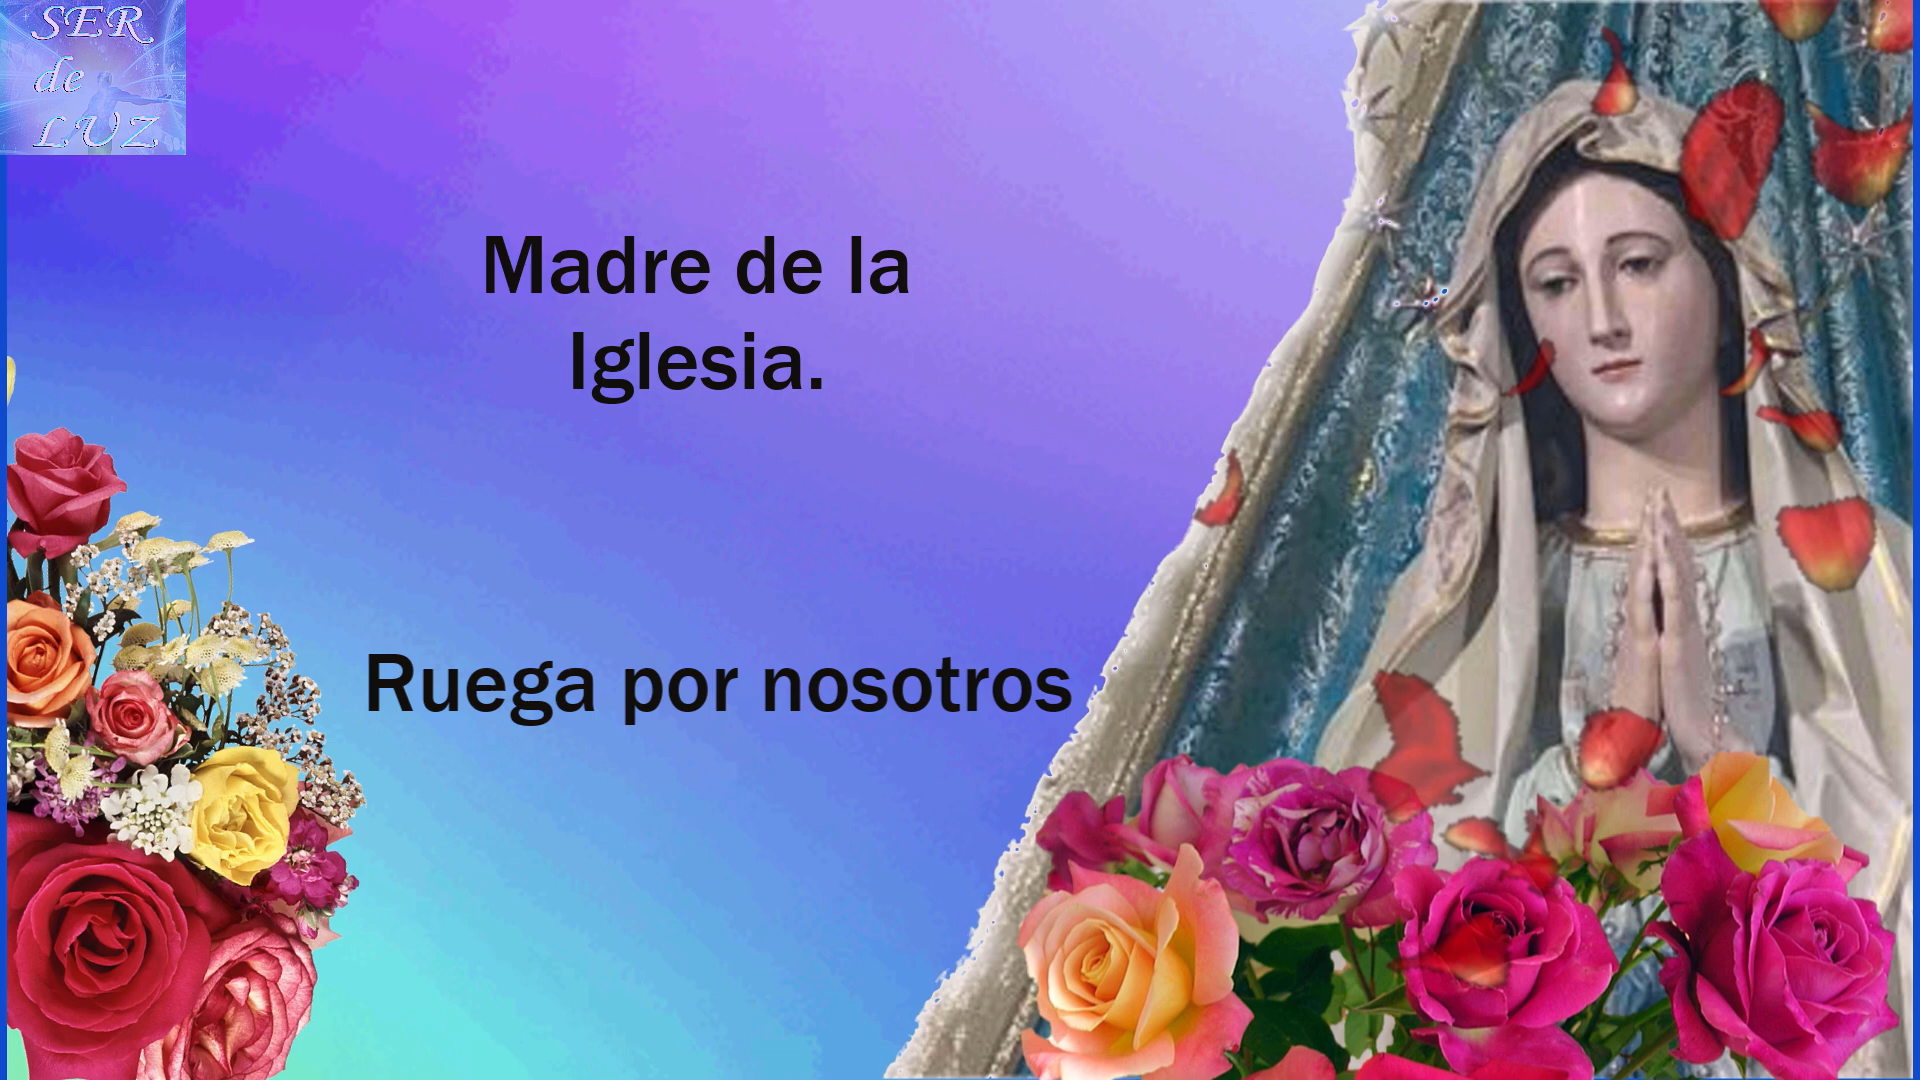 SER
de
LUZ
Madre de la
Iglesia.
Ruega por nosotros